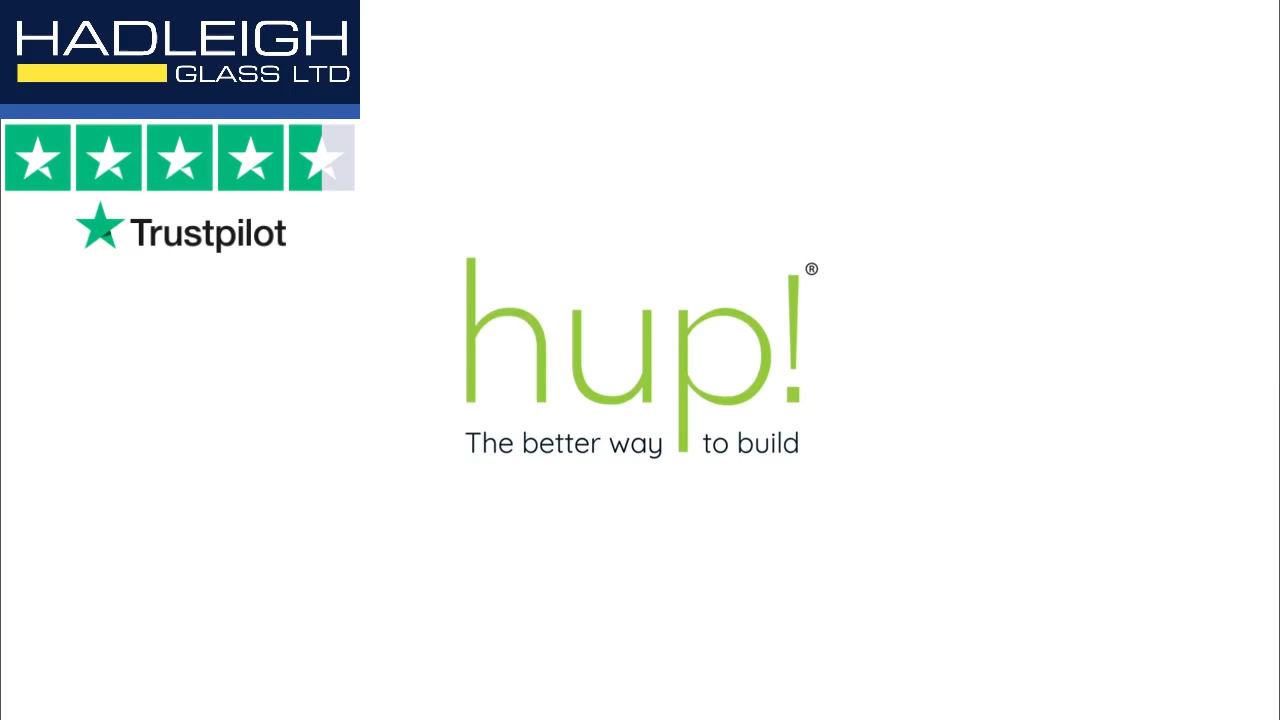 HADLEIGH
GLASS LTD
Trustpilot
hup!®
The better way to build